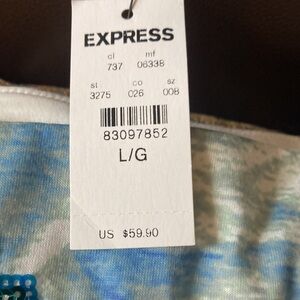 EXPRESS
cl mf
737 06338
st co sz
3275 026 008
83097852
L/G
US $59.90